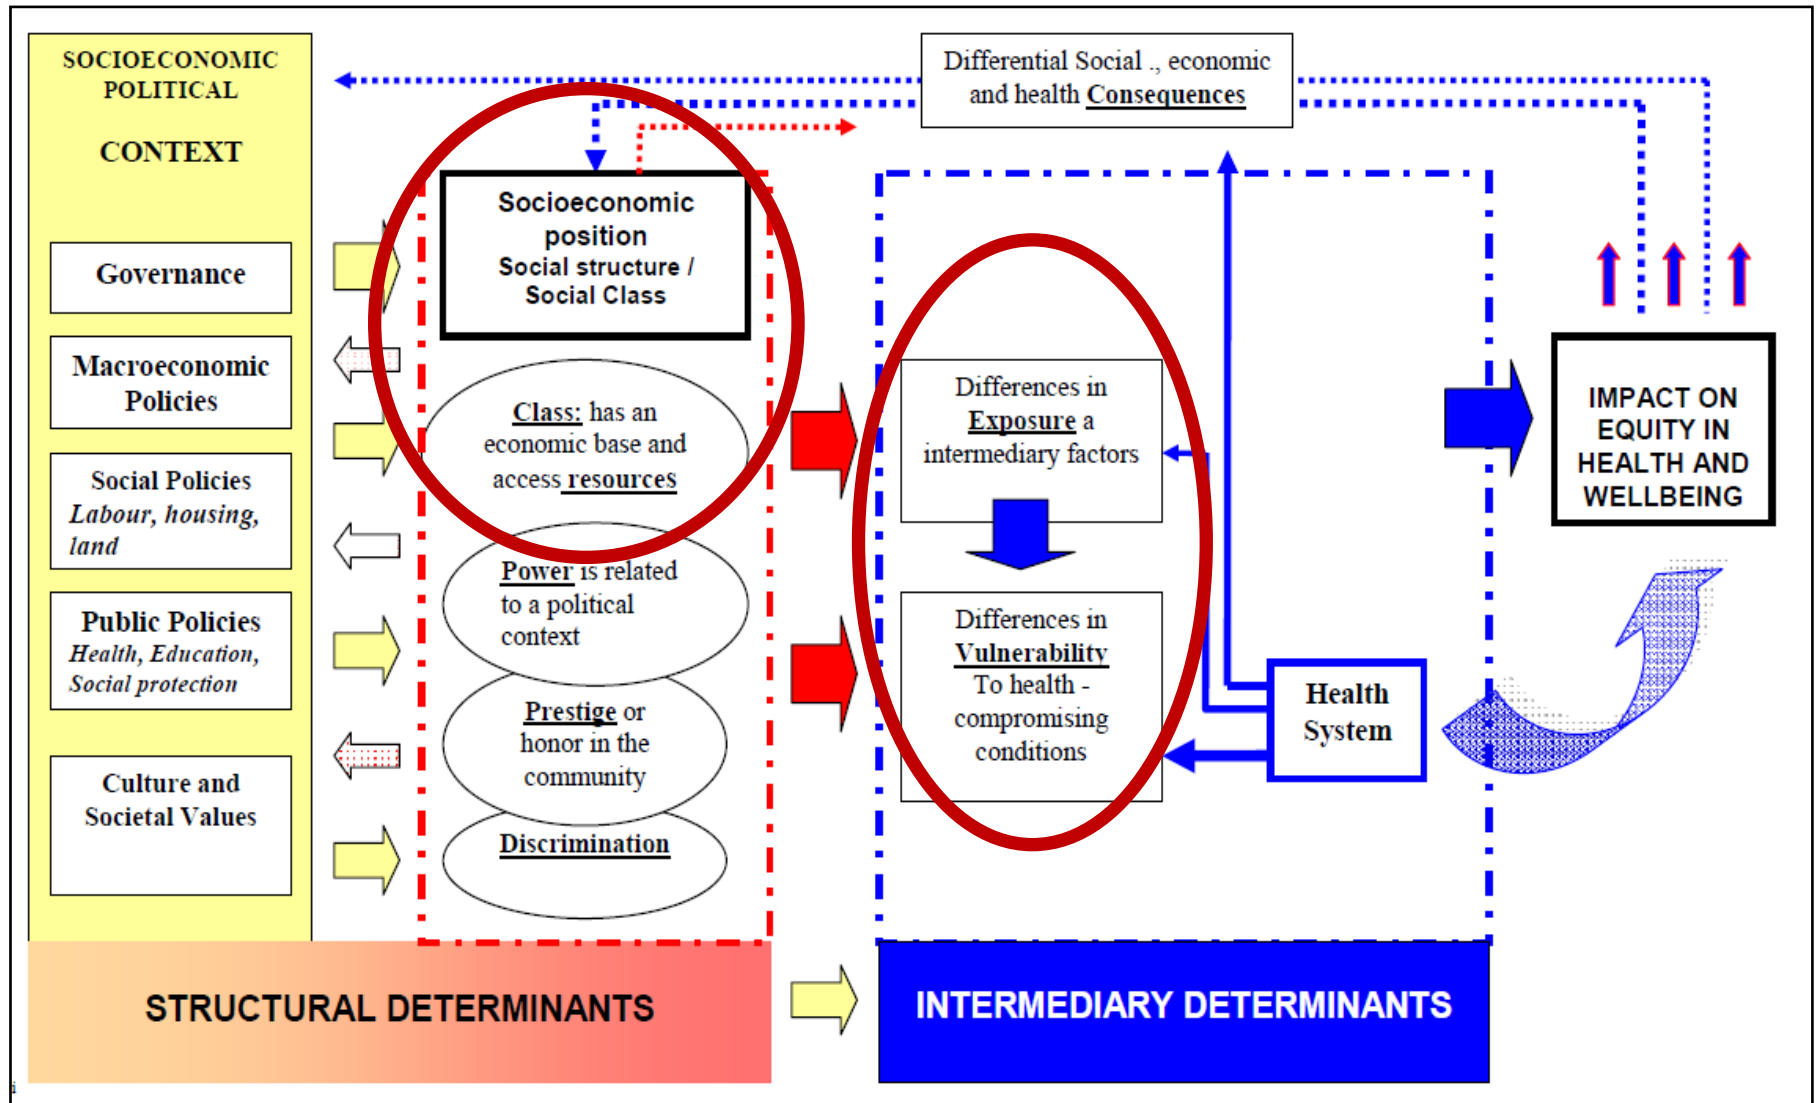 SOCIOECONOMIC
POLITICAL
CONTEXT
Governance
Macroeconomic
Policies
Social Policies
Labour, housing,
land
Public Policies
Health, Education,
Social protection
Culture and
Societal Values
Socioeconomic
position
Social structure /
Social Class
Class: has an
economic base and
access resources
Power is related
to a political
context
Prestige or
honor in the
community
Discrimination
Differential Social ., economic
and health Consequences
Differences in
Exposure a
intermediary factors
Differences in
Vulnerability
To health -
compromising
conditions
Health
System
IMPACT ON
EQUITY IN
HEALTH AND
WELLBEING
STRUCTURAL DETERMINANTS
INTERMEDIARY DETERMINANTS
i